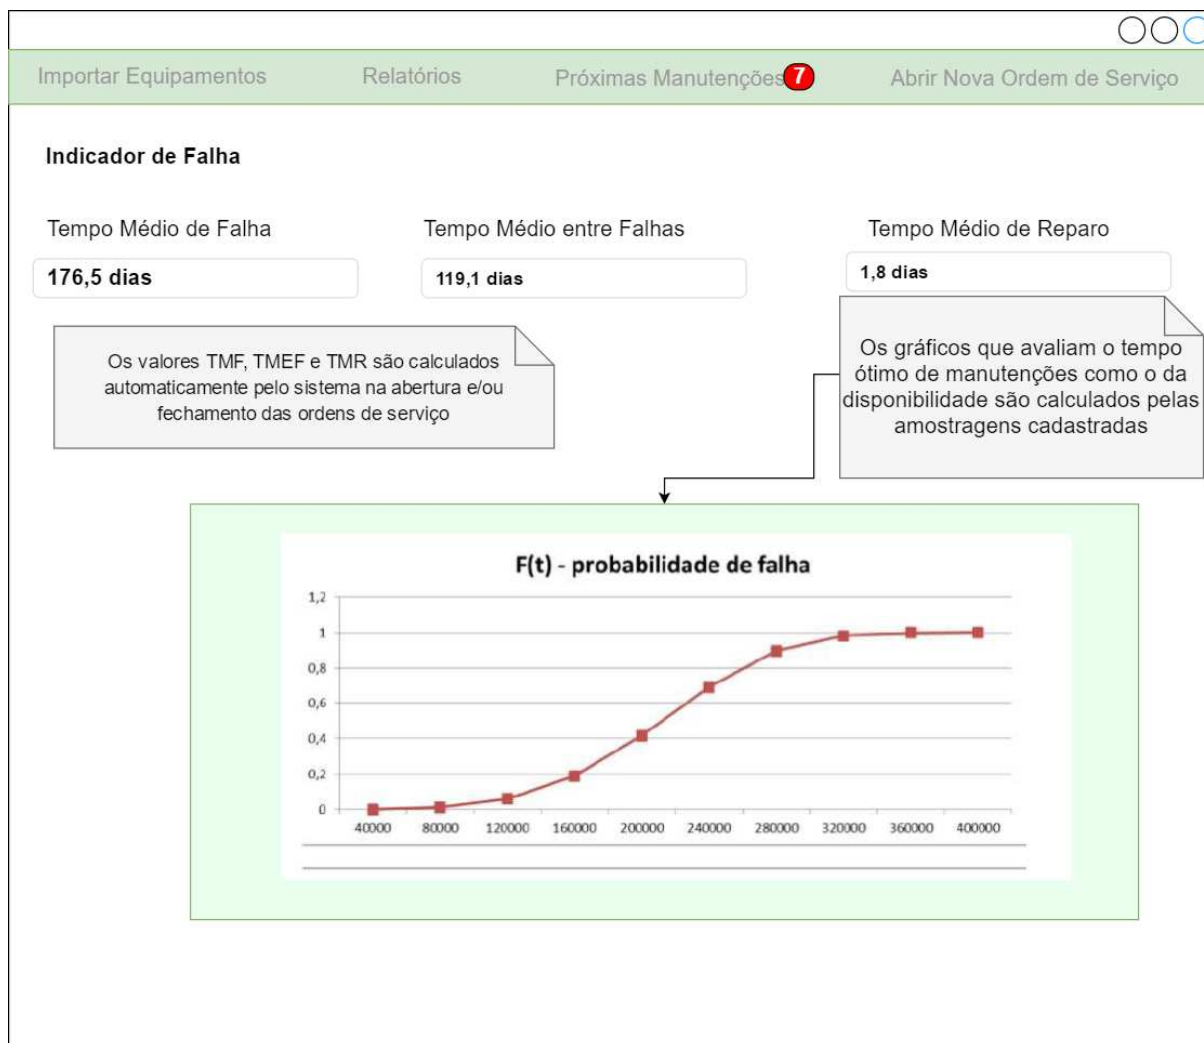 Importar Equipamentos Relatórios Próximas Manutenções 7 Abrir Nova Ordem de Serviço
Indicador de Falha
Tempo Médio de Falha Tempo Médio entre Falhas Tempo Médio de Reparo
176,5 dias 119,1 dias 1,8 dias
Os valores TMF, TMEF e TMR são calculados
automaticamente pelo sistema na abertura e/ou
fechamento das ordens de serviço
Os gráficos que avaliam o tempo
ótimo de manutenções como o da
disponibilidade são calculados pelas
amostragens cadastradas
F(t) - probabilidade de falha
1,2
1
0,8
0,6
0,4
0,2
0
40000 80000 120000 160000 200000 240000 280000 320000 360000 400000